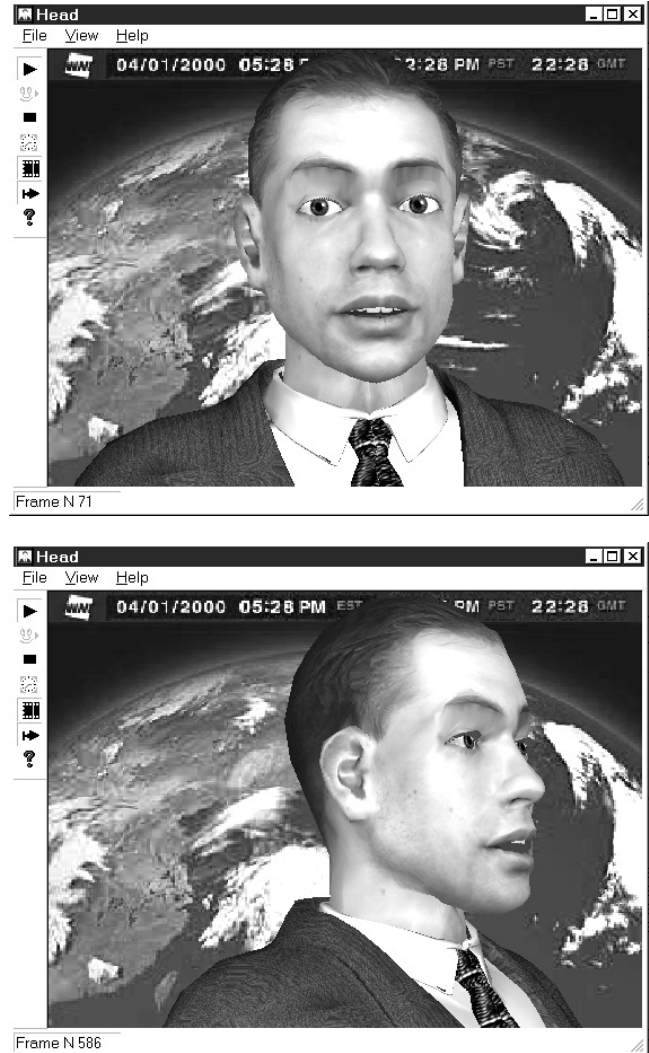 Head
File View Help
04/01/2000 05:28 2:28 PM PST 22:28 GMT
Frame N 71
Head
File View Help
04/01/2000 05:28 PM EST PM PST 22:28 GMT
Frame N 586